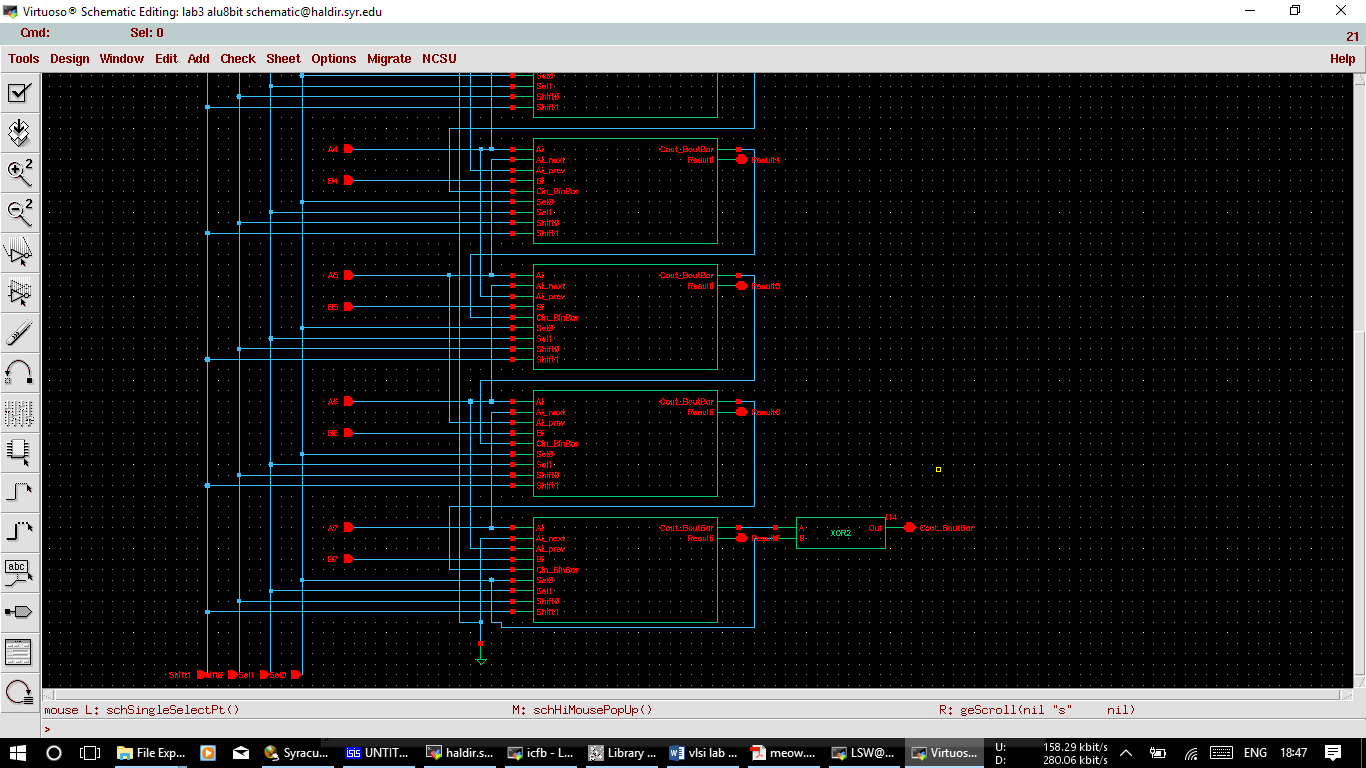 Virtuoso® Schematic Editing: lab3 alu8bit schematic@haldir.syr.edu
Cmd: Sel: 0 21
Tools Design Window Edit Add Check Sheet Options Migrate NCSU Help
Sel0
Sel1
Shift0
Shift1
A4 Ai Cout_BoutBar
Ai_next Result Result4
Ai_prev
B4 Bi
Cin_BinBar
Sel0
Sel1
Shift0
Shift1
A5 Ai Cout_BoutBar
Ai_next Result Result5
Ai_prev
B5 Bi
Cin_BinBar
Sel0
Sel1
Shift0
Shift1
A6 Ai Cout_BoutBar
Ai_next Result Result6
Ai_prev
B6 Bi
Cin_BinBar
Sel0
Sel1
Shift0
Shift1
A7 Ai Cout_BoutBar A XOR2 Out I14 Cout_BoutBar
Ai_next Result B
Ai_prev
B7 Bi
Cin_BinBar
Sel0
Sel1
Shift0
Shift1
Shift1 Sel1 Sel0
mouse L: schSingleSelectPt() M: schHiMousePopUp() R: geScroll(nil "s" nil)
>
File Exp... Syracu... UNTIT... haldir.s... icfb - L... Library ... vlsi lab ... meow.... LSW@... Virtuos... U: 158.29 kbit/s ENG 18:47
D: 280.06 kbit/s